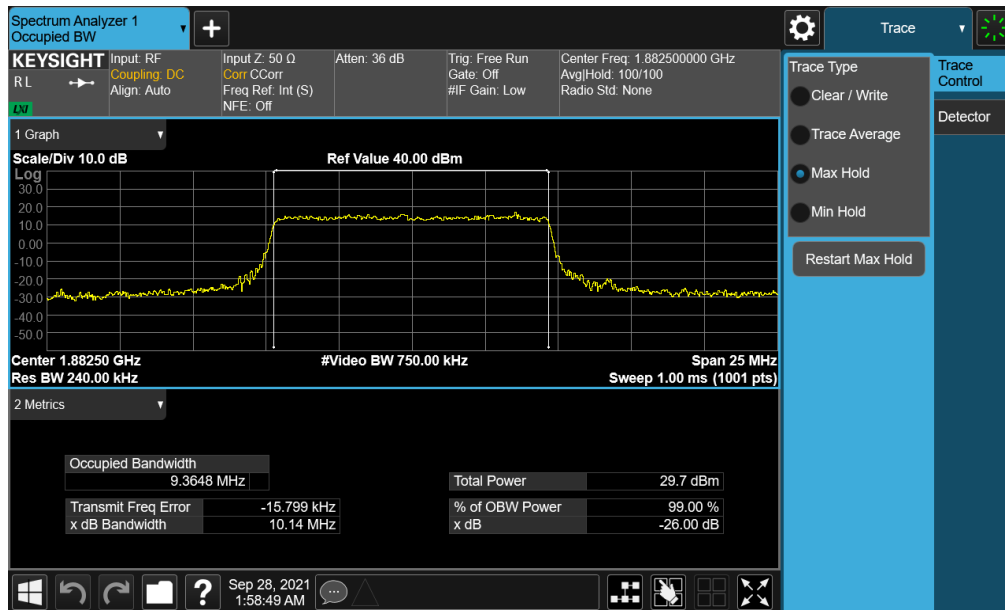 Spectrum Analyzer 1
Occupied BW
+
Trace
KEYSIGHT
R L
LXI
Input: RF
Coupling: DC
Align: Auto
Input Z: 50 Ω
Corr CCorr
Freq Ref: Int (S)
NFE: Off
Atten: 36 dB
Trig: Free Run
Gate: Off
#IF Gain: Low
Center Freq: 1.882500000 GHz
Avg|Hold: 100/100
Radio Std: None
Trace Type
Clear / Write
Trace Average
Max Hold
Min Hold
Restart Max Hold
Trace
Control
Detector
1 Graph
Scale/Div 10.0 dB
Ref Value 40.00 dBm
Log
30.0
20.0
10.0
0.00
-10.0
-20.0
-30.0
-40.0
-50.0
Center 1.88250 GHz
#Video BW 750.00 kHz
Span 25 MHz
Res BW 240.00 kHz
Sweep 1.00 ms (1001 pts)
2 Metrics
Occupied Bandwidth
9.3648 MHz
Total Power 29.7 dBm
Transmit Freq Error -15.799 kHz
% of OBW Power 99.00 %
x dB Bandwidth 10.14 MHz
x dB -26.00 dB
?
Sep 28, 2021
1:58:49 AM